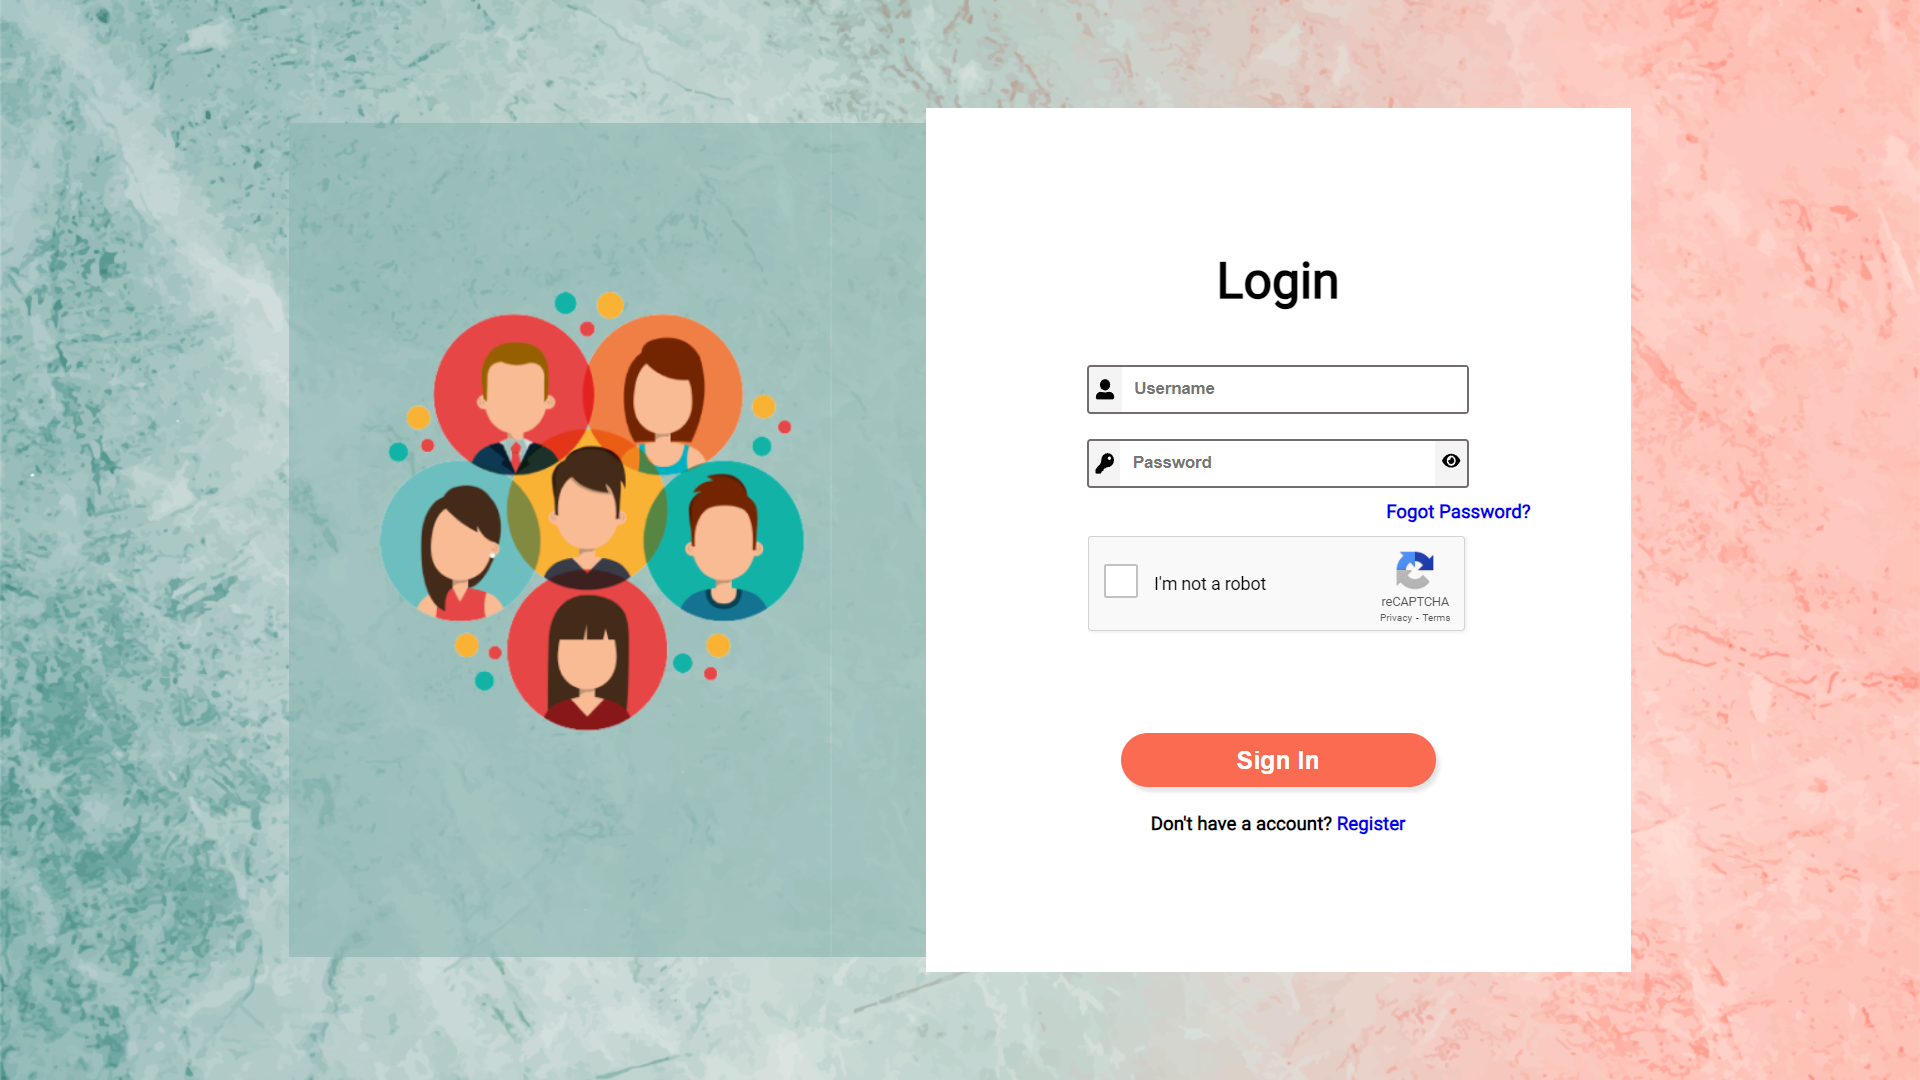 Login
Username
Password
Fogot Password?
I'm not a robot
reCAPTCHA
Privacy - Terms
Sign In
Don't have a account? Register